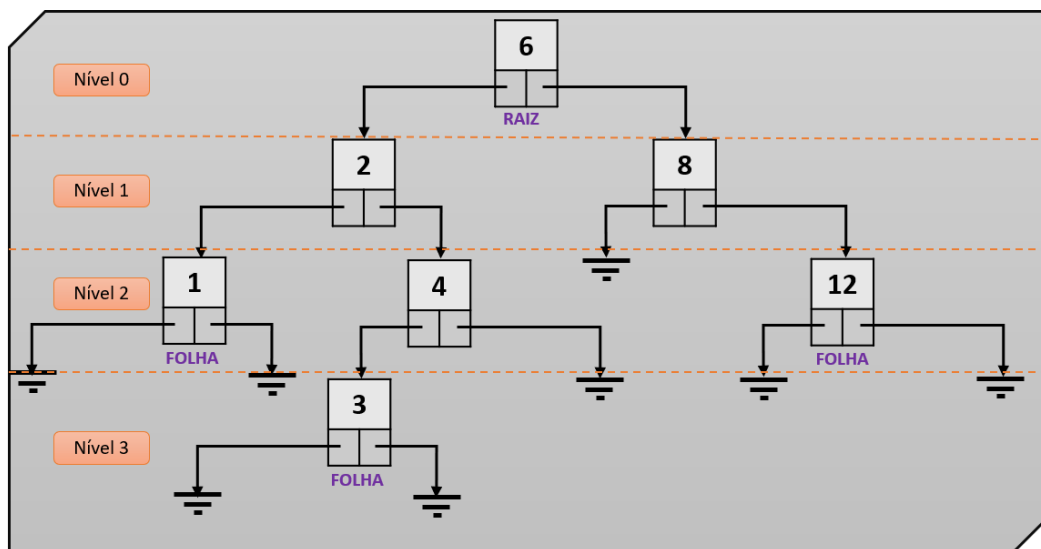 6
Nível 0
RAIZ
2
8
Nível 1
1
4
12
Nível 2
FOLHA
FOLHA
3
Nível 3
FOLHA